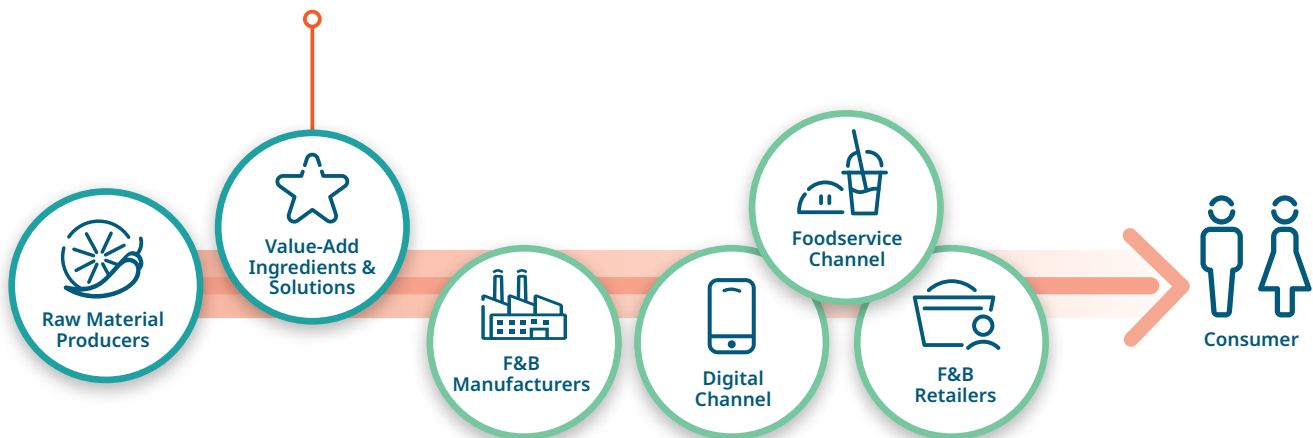 Raw Material
Producers
Value-Add
Ingredients &
Solutions
F&B
Manufacturers
Digital
Channel
Foodservice
Channel
F&B
Retailers
Consumer